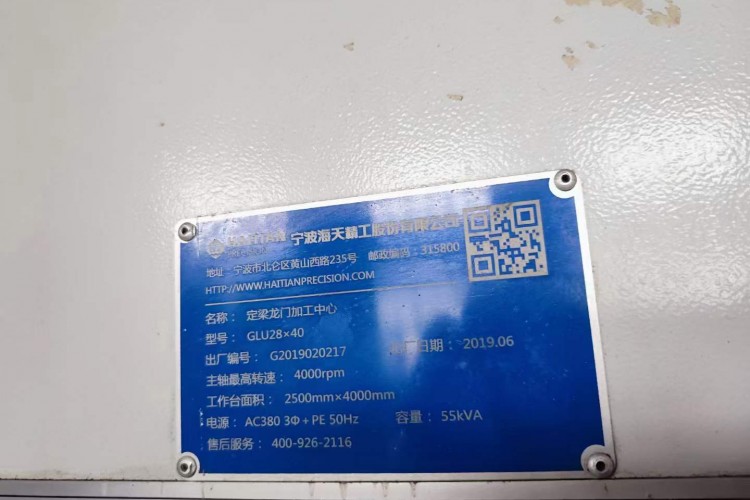 HAITIAN 宁波海天精工股份有限公司
地址：宁波市北仑区黄山西路235号 邮政编码：315800
HTTP://WWW.HAITIANPRECISION.COM
名称： 定梁龙门加工中心
型号： GLU28×40
出厂编号： G2019020217 出厂日期： 2019.06
主轴最高转速： 4000rpm
工作台面积： 2500mm×4000mm
电源： AC380 3Φ + PE 50Hz 容量： 55kVA
售后服务： 400-926-2116